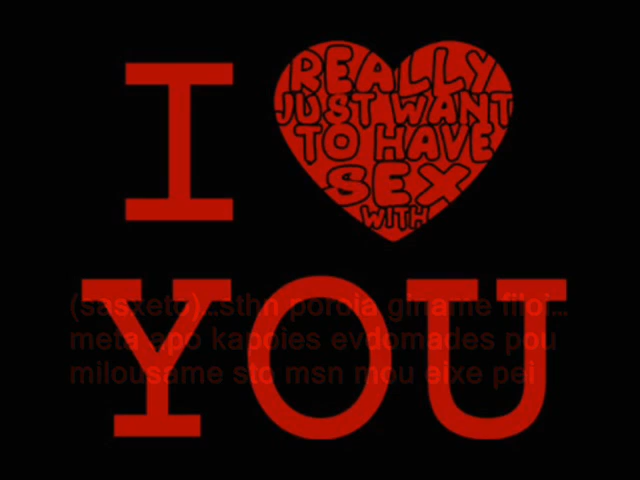 I REALLY
JUST WANT
TO HAVE
SEX
WITH
YOU
(sasxeto)..sthn poroia giname filoi...
meta apo kapoies evdomades pou
milousame sto msn mou eixe pei